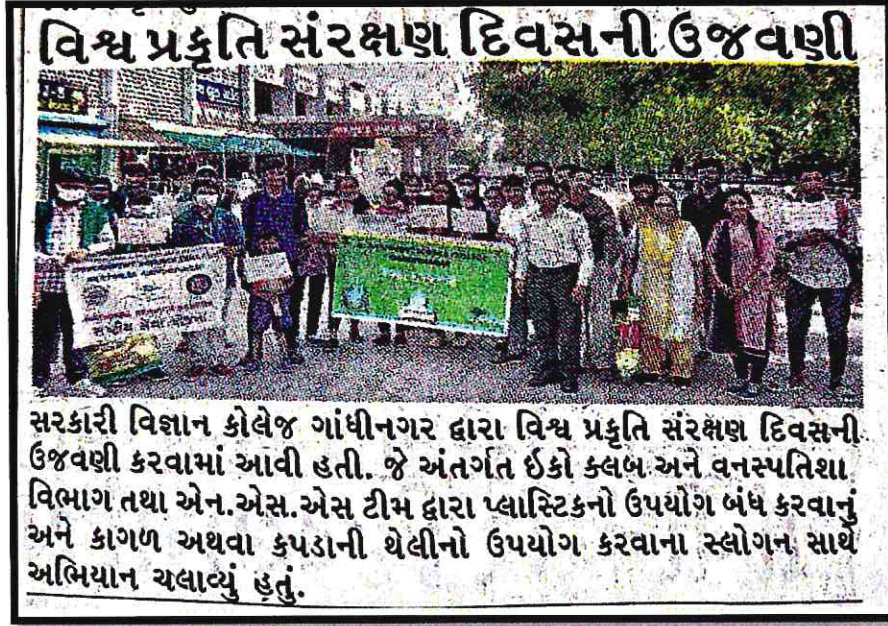 વિશ્વ પ્રકૃતિ સંરક્ષણ દિવસની ઉજવણી
સરકારી વિજ્ઞાન કોલેજ ગાંધીનગર દ્વારા વિશ્વ પ્રકૃતિ સંરક્ષણ દિવસની
ઉજવણી કરવામાં આવી હતી. જે અંતર્ગત ઇકો ક્લબ અને વનસ્પતિશા
વિભાગ તથા એન.એસ.એસ ટીમ દ્વારા પ્લાસ્ટિકનો ઉપયોગ બંધ કરવાનું
અને કાગળ અથવા કપડાની થેલીનો ઉપયોગ કરવાના સ્લોગન સાથે
અભિયાન ચલાવ્યું હતું.